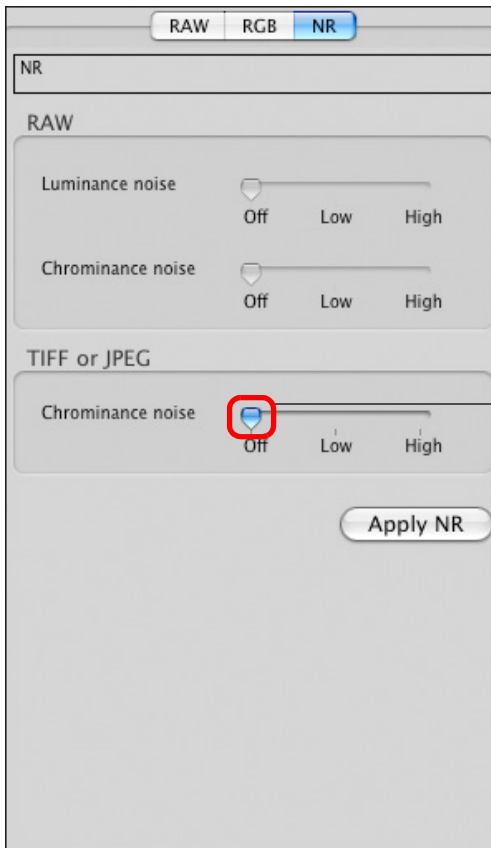 RAW RGB NR
NR
RAW
Luminance noise
Off Low High
Chrominance noise
Off Low High
TIFF or JPEG
Chrominance noise
Off Low High
Apply NR